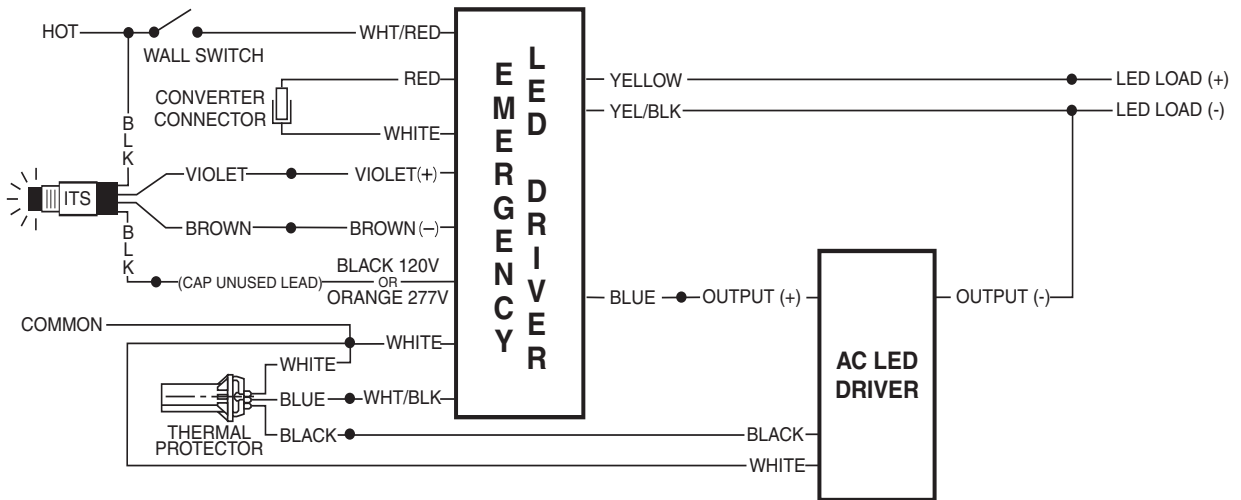 HOT
WALL SWITCH
WHT/RED
RED
CONVERTER
CONNECTOR
WHITE
BLK
ITS
VIOLET
VIOLET(+)
BROWN
BROWN (–)
BLK
(CAP UNUSED LEAD)
BLACK 120V
OR
ORANGE 277V
COMMON
WHITE
WHITE
BLUE
WHT/BLK
BLACK
THERMAL
PROTECTOR
EMERGENCY
LED DRIVER
YELLOW
LED LOAD (+)
YEL/BLK
LED LOAD (-)
BLUE
OUTPUT (+)
OUTPUT (-)
AC LED
DRIVER
BLACK
WHITE